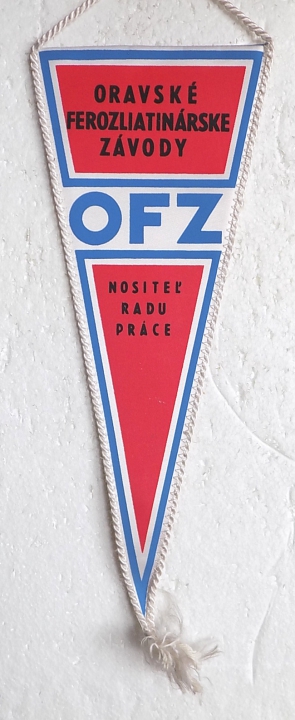 ORAVSKÉ
FEROZLIATINÁRSKE
ZÁVODY
OFZ
NOSITEĽ
RADU
PRÁCE